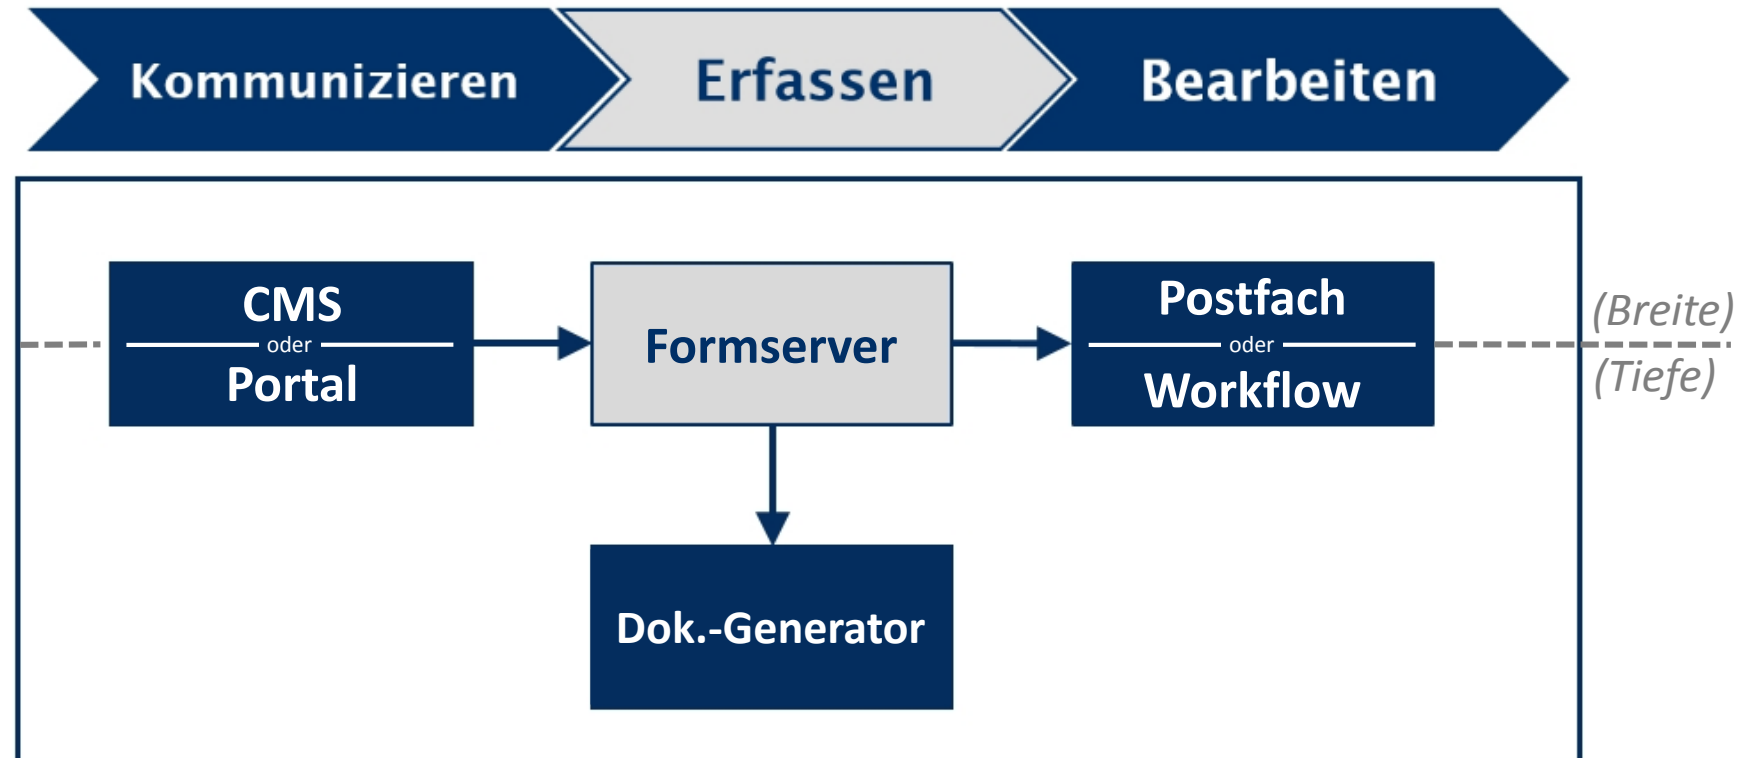 Kommunizieren
Erfassen
Bearbeiten
CMS
oder
Portal
Formserver
Postfach
oder
Workflow
(Breite)
(Tiefe)
Dok.-Generator